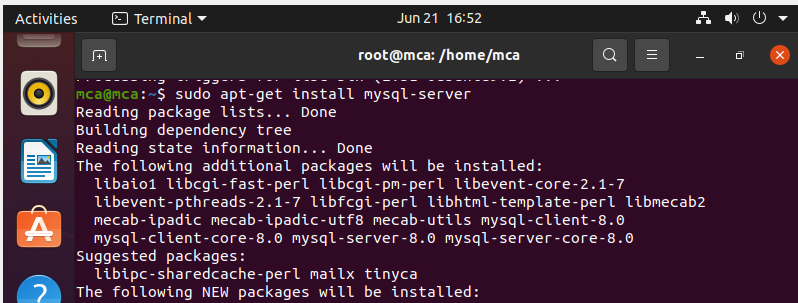 Activities Terminal Jun 21 16:52
root@mca: /home/mca
mca@mca:~$ sudo apt-get install mysql-server
Reading package lists... Done
Building dependency tree
Reading state information... Done
The following additional packages will be installed:
libaio1 libcgi-fast-perl libcgi-pm-perl libevent-core-2.1-7
libevent-pthreads-2.1-7 libfcgi-perl libhtml-template-perl libmecab2
mecab-ipadic mecab-ipadic-utf8 mecab-utils mysql-client-8.0
mysql-client-core-8.0 mysql-server-8.0 mysql-server-core-8.0
Suggested packages:
libipc-sharedcache-perl mailx tinyca
The following NEW packages will be installed: